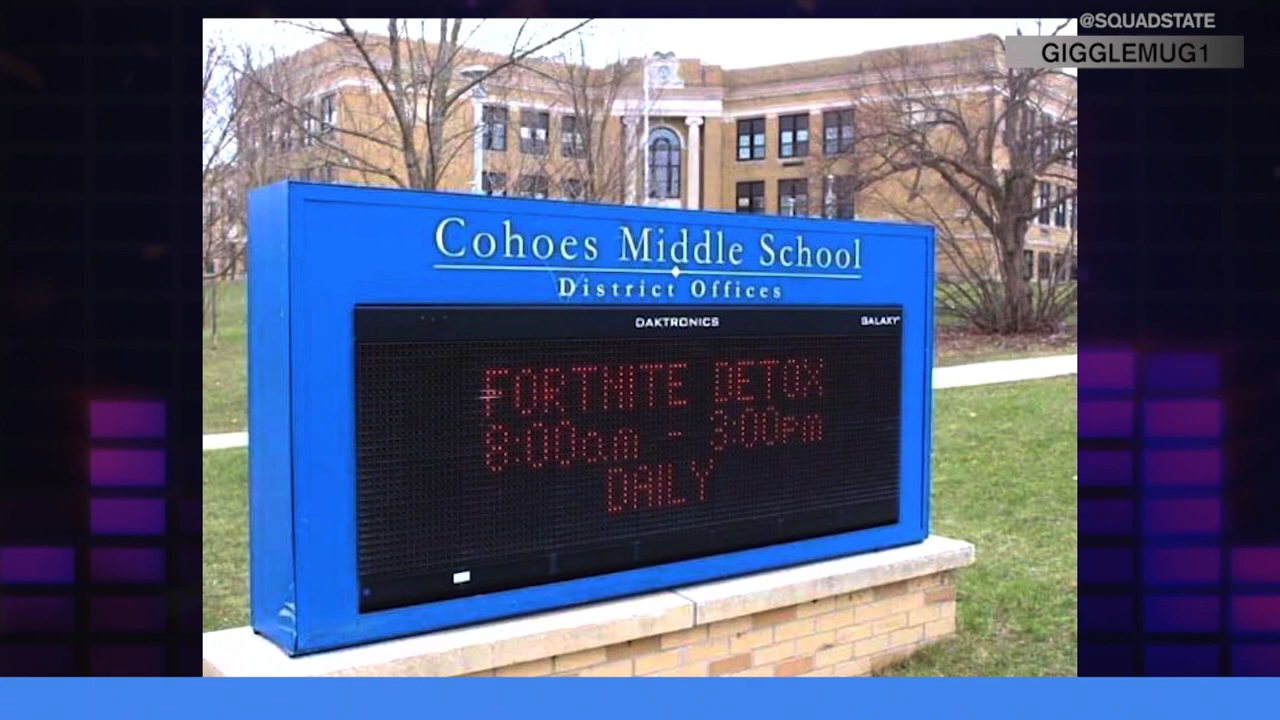 @SQUADSTATE
GIGGLEMUG1
Cohoes Middle School
District Offices
DAKTRONICS GALAXY®
FORTNITE DETOX
8:00am - 3:00pm
DAILY